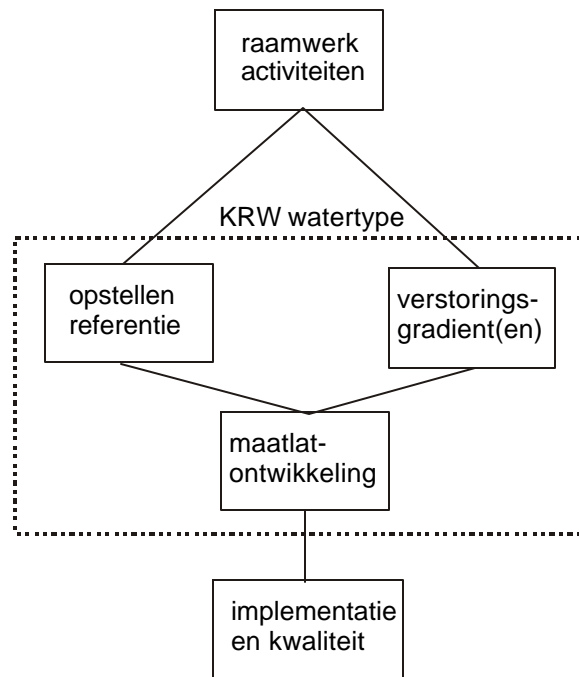 raamwerk
activiteiten
KRW watertype
opstellen
referentie
verstorings-
gradient(en)
maatlat-
ontwikkeling
implementatie
en kwaliteit